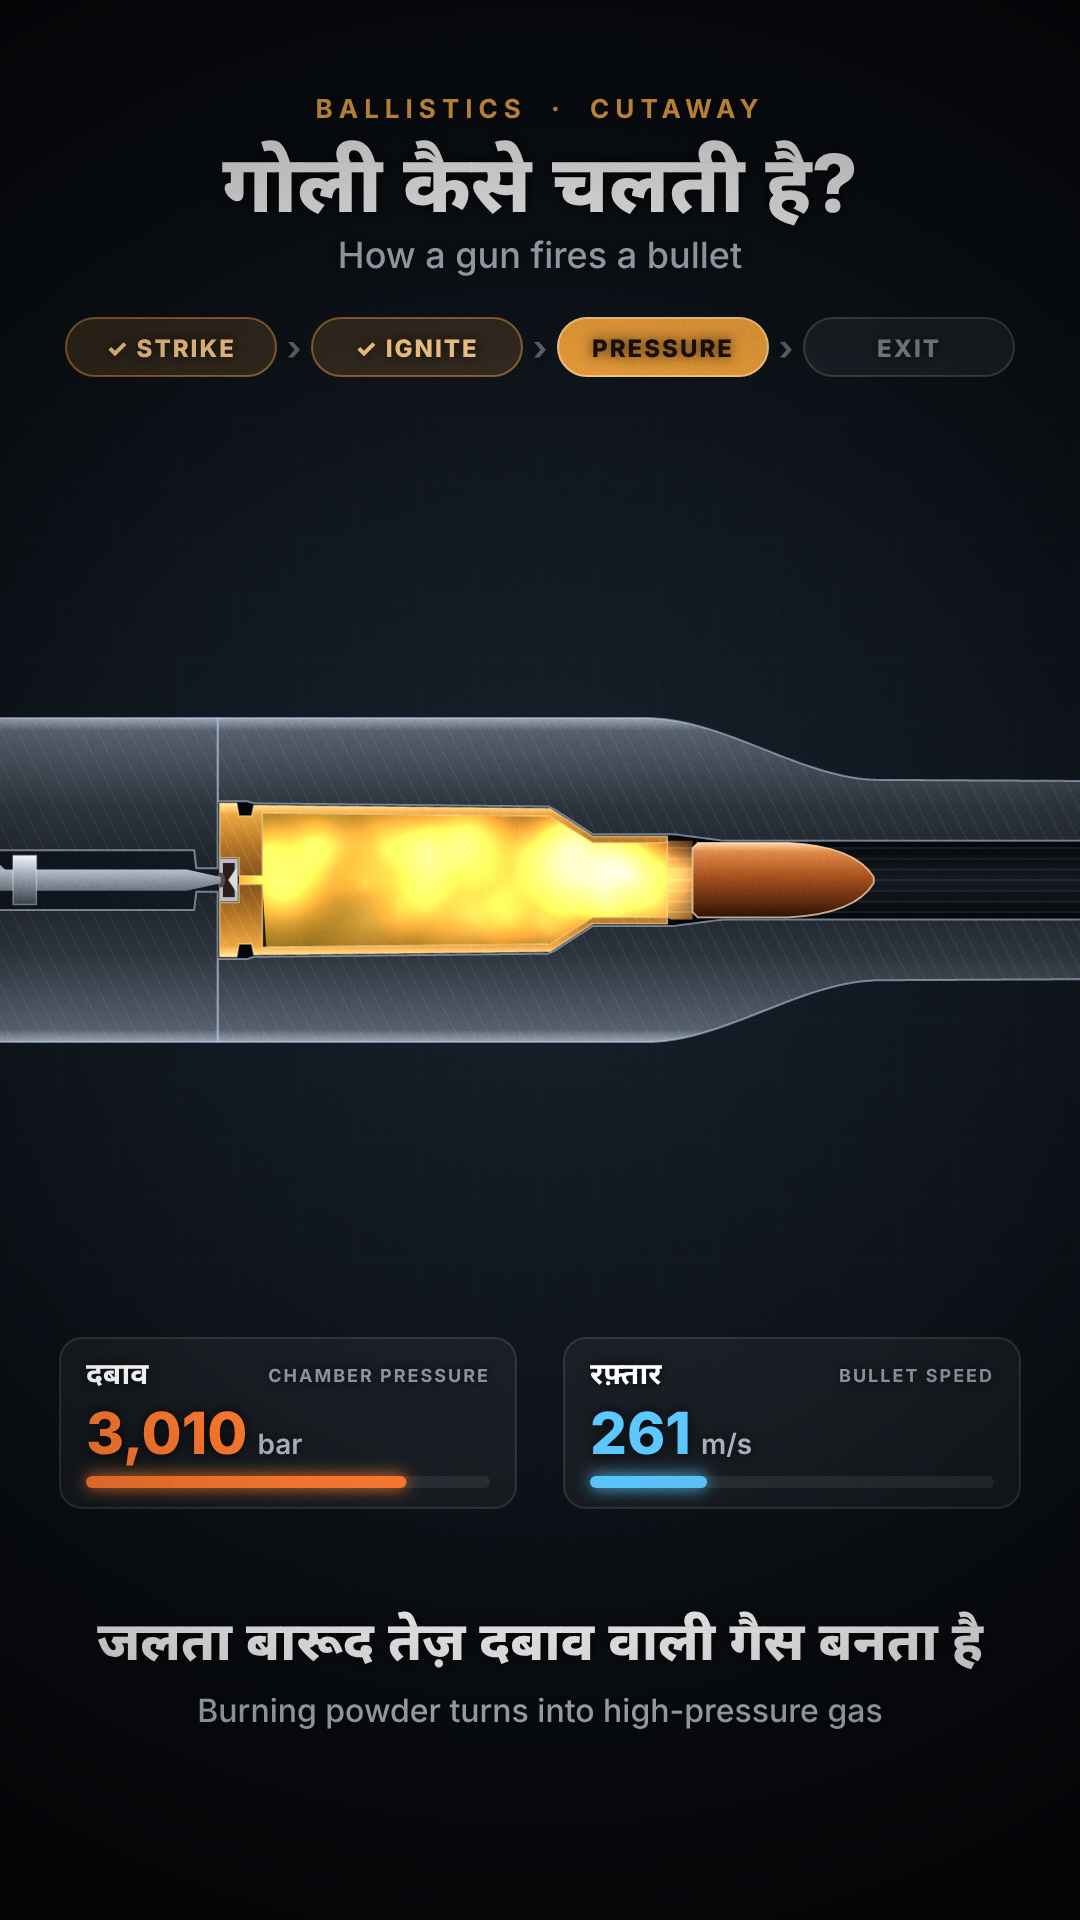 BALLISTICS · CUTAWAY
गोली कैसे चलती है?
How a gun fires a bullet
✓ STRIKE › ✓ IGNITE › PRESSURE › EXIT
दबाव CHAMBER PRESSURE
3,010 bar
रफ़्तार BULLET SPEED
261 m/s
जलता बारूद तेज़ दबाव वाली गैस बनता है
Burning powder turns into high-pressure gas